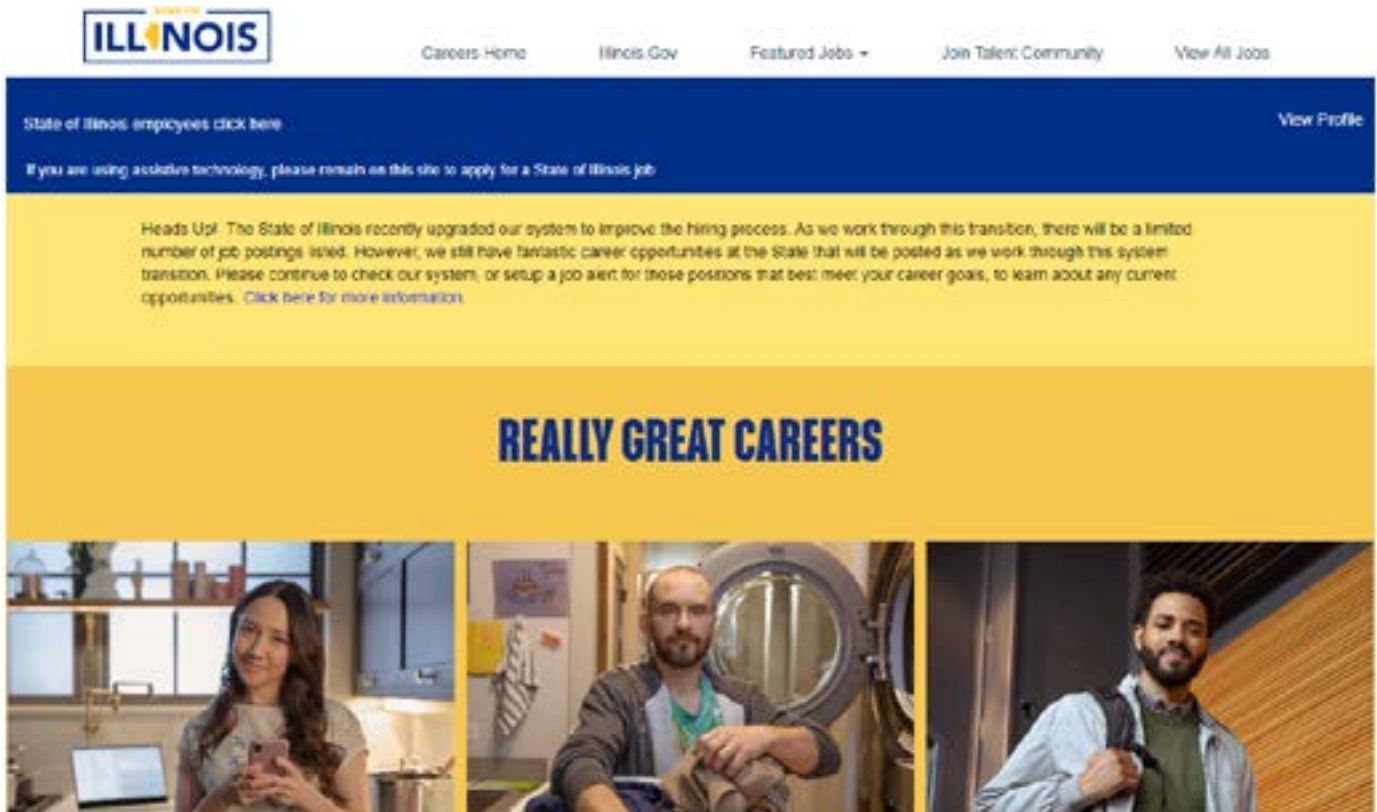 ILLINOIS
Careers Home Illinois.Gov Featured Jobs Join Talent Community View All Jobs
State of Illinois employees click here
View Profile
If you are using assistive technology, please remain on this site to apply for a State of Illinois job
Heads Up! The State of Illinois recently upgraded our system to improve the hiring process. As we work through this transition, there will be a limited
number of job postings listed. However, we still have fantastic career opportunities at the State that will be posted as we work through this system
transition. Please continue to check our system, or setup a job alert for those positions that best meet your career goals, to learn about any current
opportunities. Click here for more information.
REALLY GREAT CAREERS